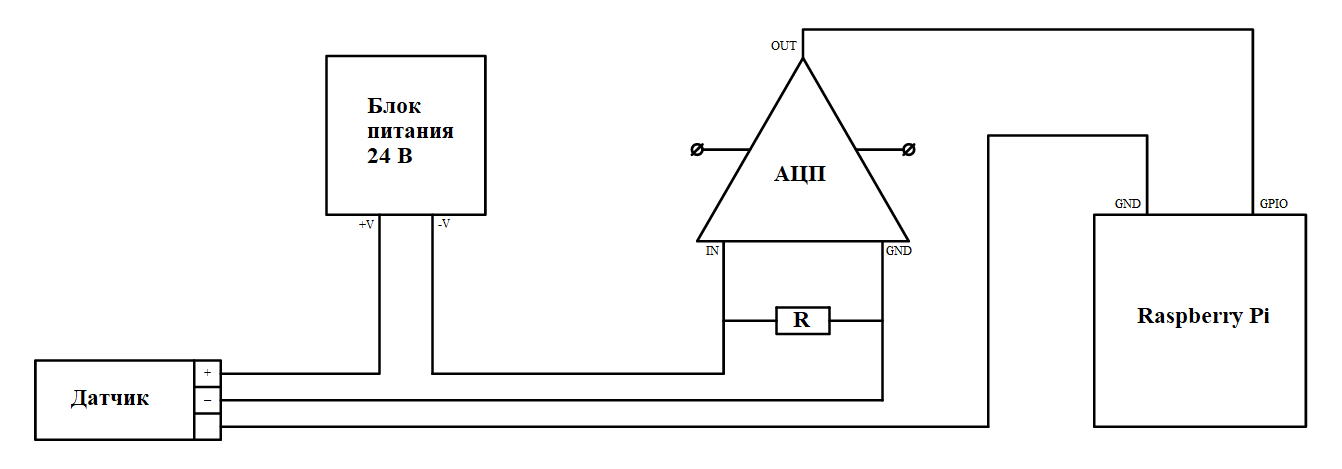 OUT
Блок
питания
24 В
АЦП
GND
GPIO
+V
-V
IN
GND
R
Raspberry Pi
Датчик
+
–